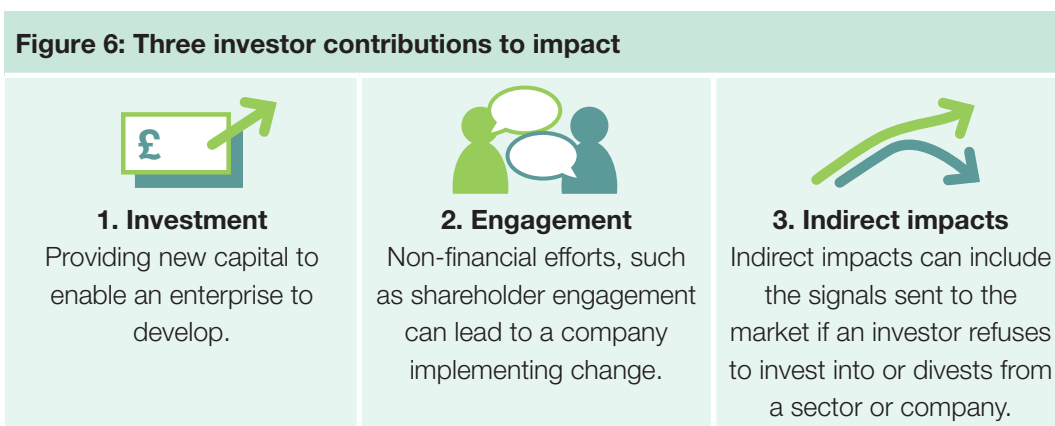 Figure 6: Three investor contributions to impact
£
1. Investment
Providing new capital to
enable an enterprise to
develop.
2. Engagement
Non-financial efforts, such
as shareholder engagement
can lead to a company
implementing change.
3. Indirect impacts
Indirect impacts can include
the signals sent to the
market if an investor refuses
to invest into or divests from
a sector or company.